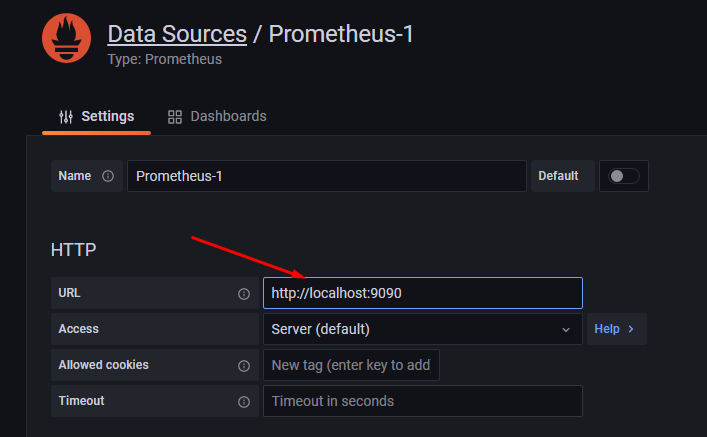 Data Sources / Prometheus-1
Type: Prometheus
Settings Dashboards
Name Prometheus-1 Default
HTTP
URL http://localhost:9090
Access Server (default) Help
Allowed cookies New tag (enter key to add
Timeout Timeout in seconds